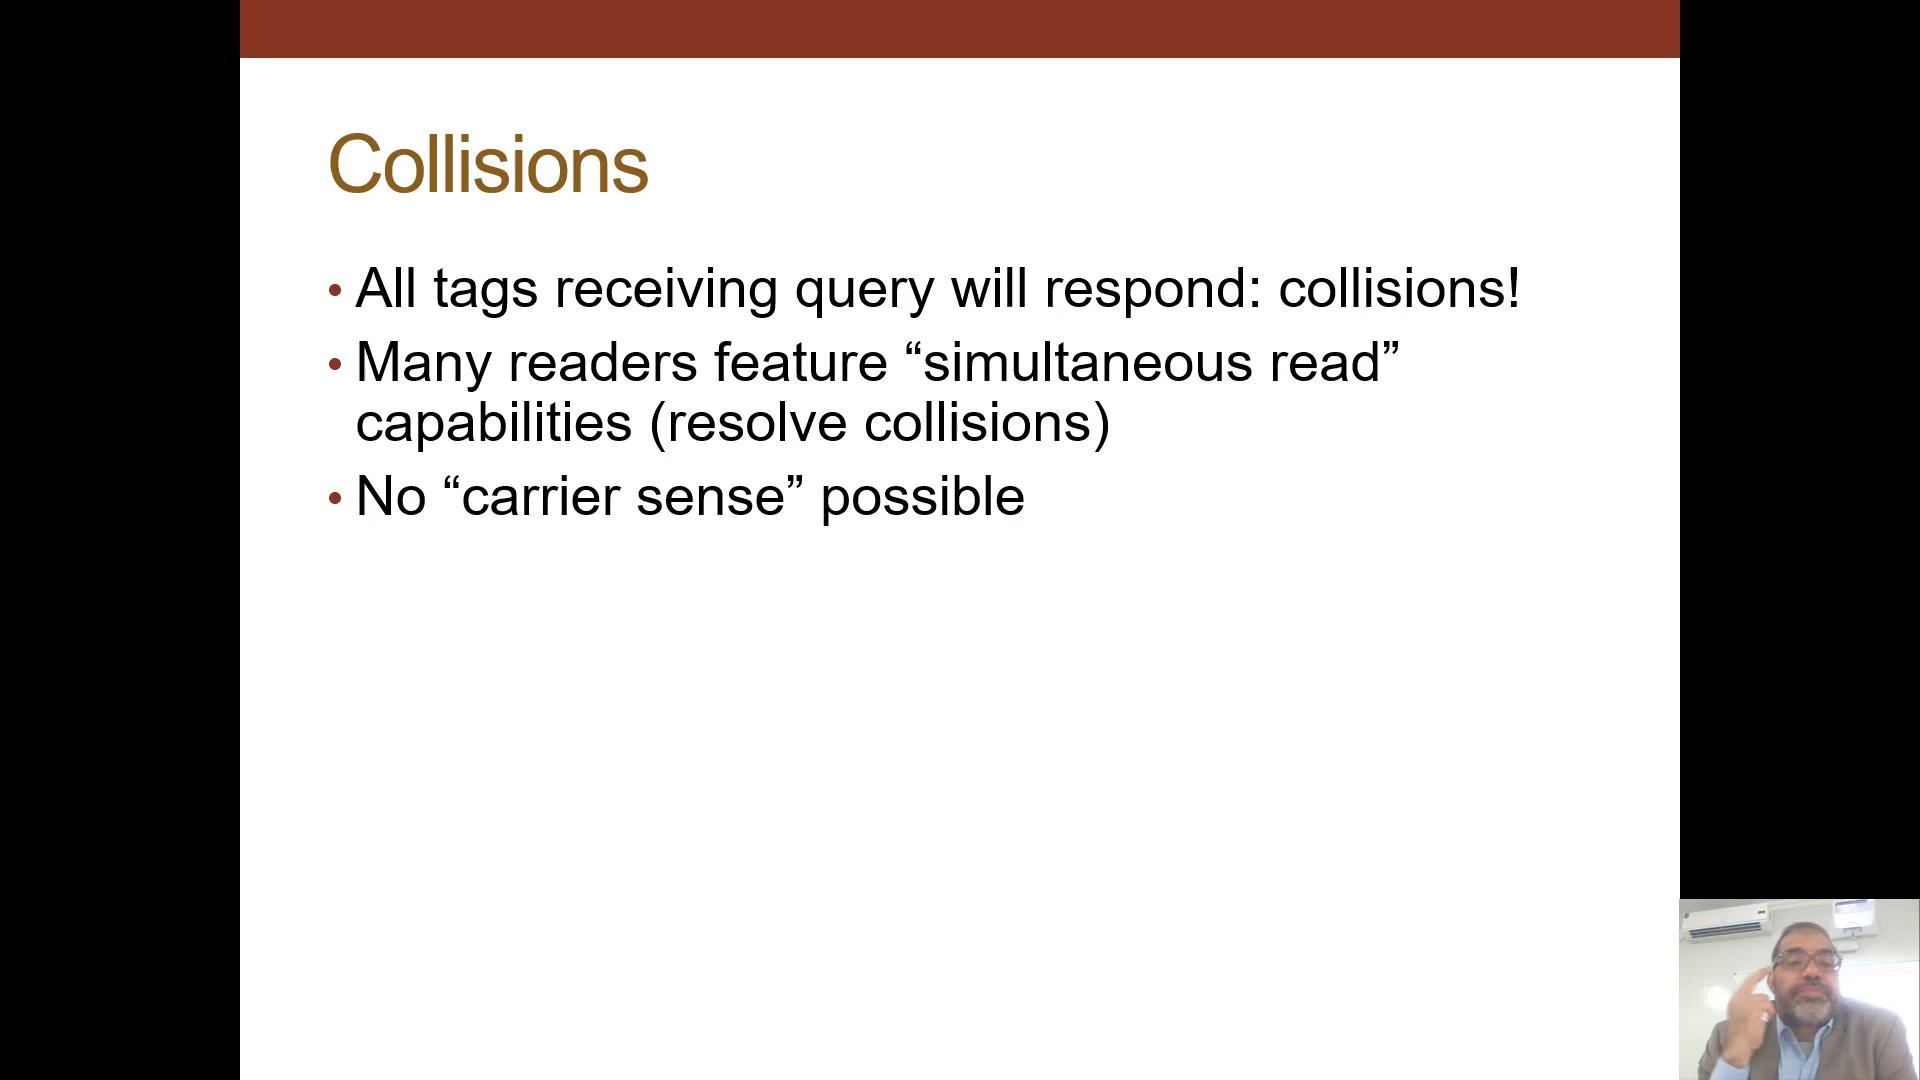 Collisions
• All tags receiving query will respond: collisions!
• Many readers feature “simultaneous read”
capabilities (resolve collisions)
• No “carrier sense” possible